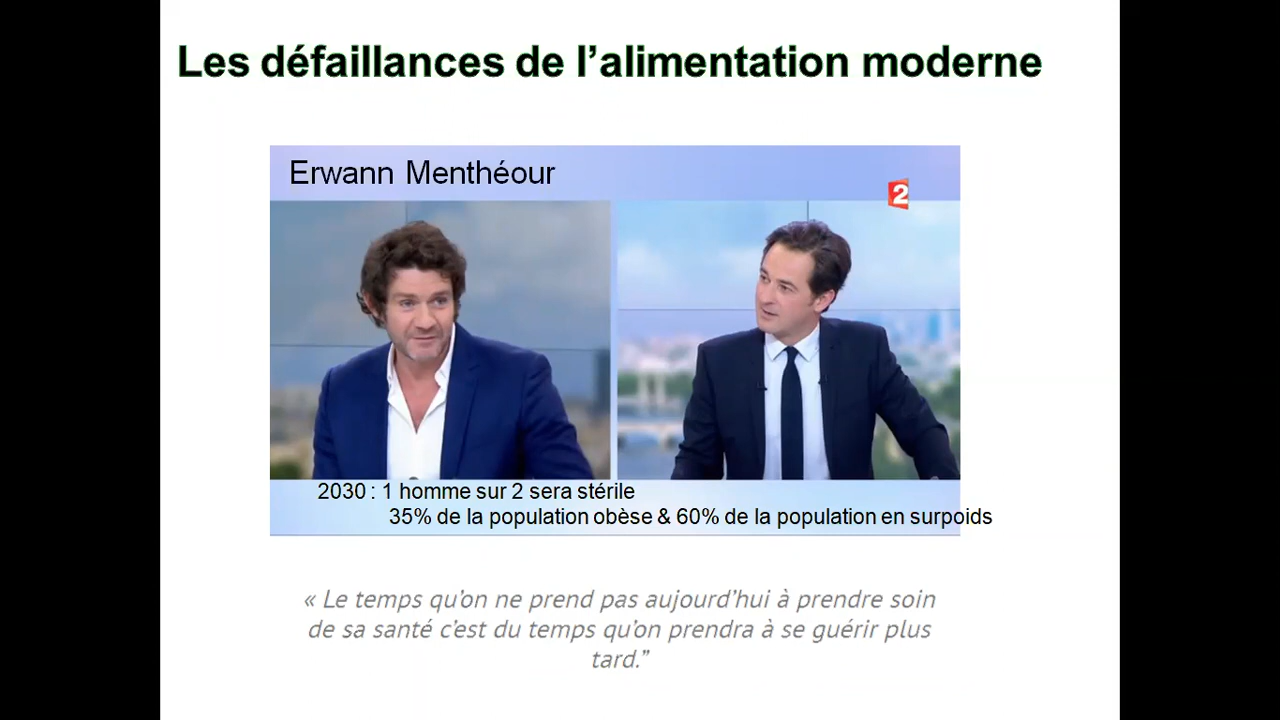 Les défaillances de l’alimentation moderne
Erwann Menthéour
2
2030 : 1 homme sur 2 sera stérile
35% de la population obèse & 60% de la population en surpoids
« Le temps qu’on ne prend pas aujourd’hui à prendre soin
de sa santé c’est du temps qu’on prendra à se guérir plus
tard.”